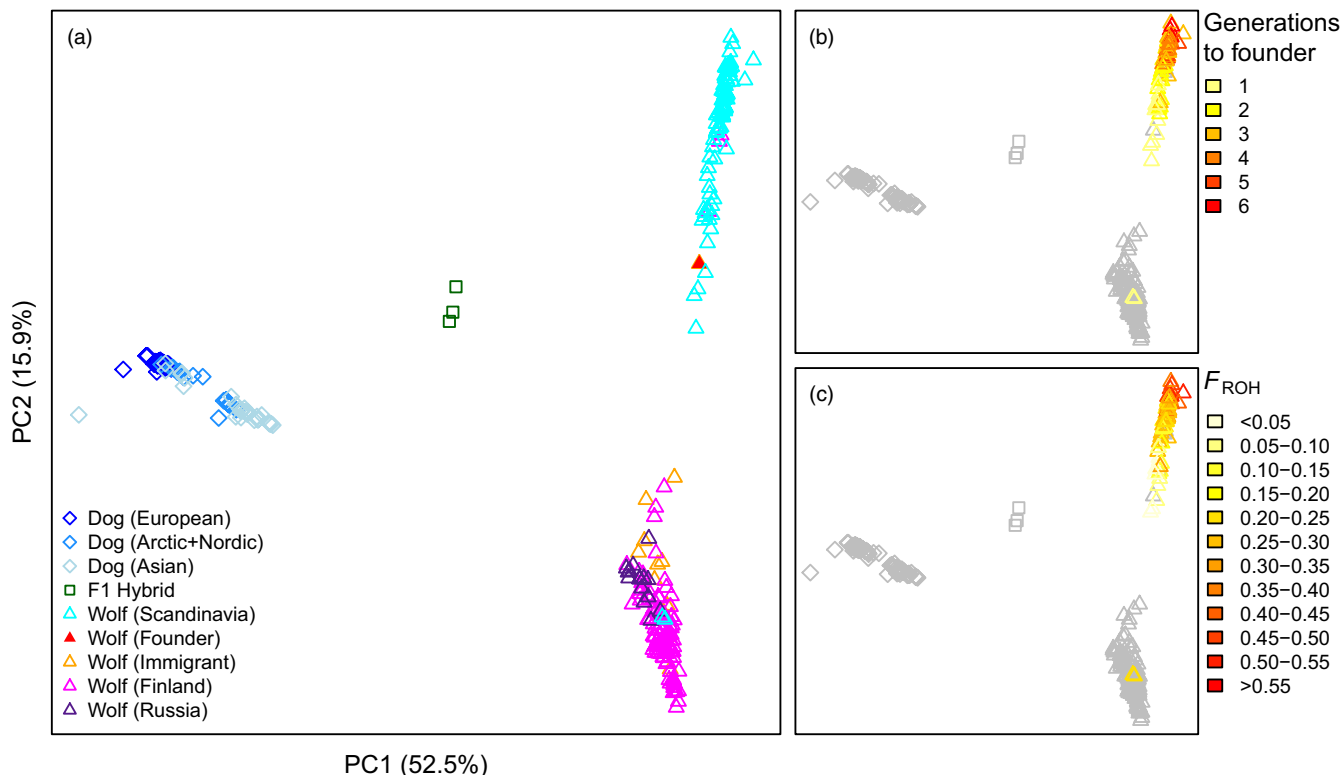 (a)
PC2 (15.9%)
PC1 (52.5%)
Dog (European)
Dog (Arctic+Nordic)
Dog (Asian)
F1 Hybrid
Wolf (Scandinavia)
Wolf (Founder)
Wolf (Immigrant)
Wolf (Finland)
Wolf (Russia)
(b)
Generations
to founder
1
2
3
4
5
6
(c)
FROH
<0.05
0.05−0.10
0.10−0.15
0.15−0.20
0.20−0.25
0.25−0.30
0.30−0.35
0.35−0.40
0.40−0.45
0.45−0.50
0.50−0.55
>0.55